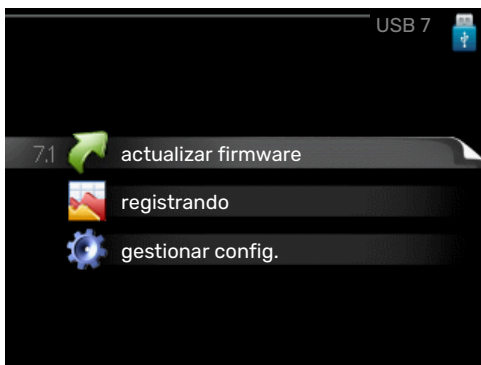 USB 7
7.1 actualizar firmware
registrando
gestionar config.